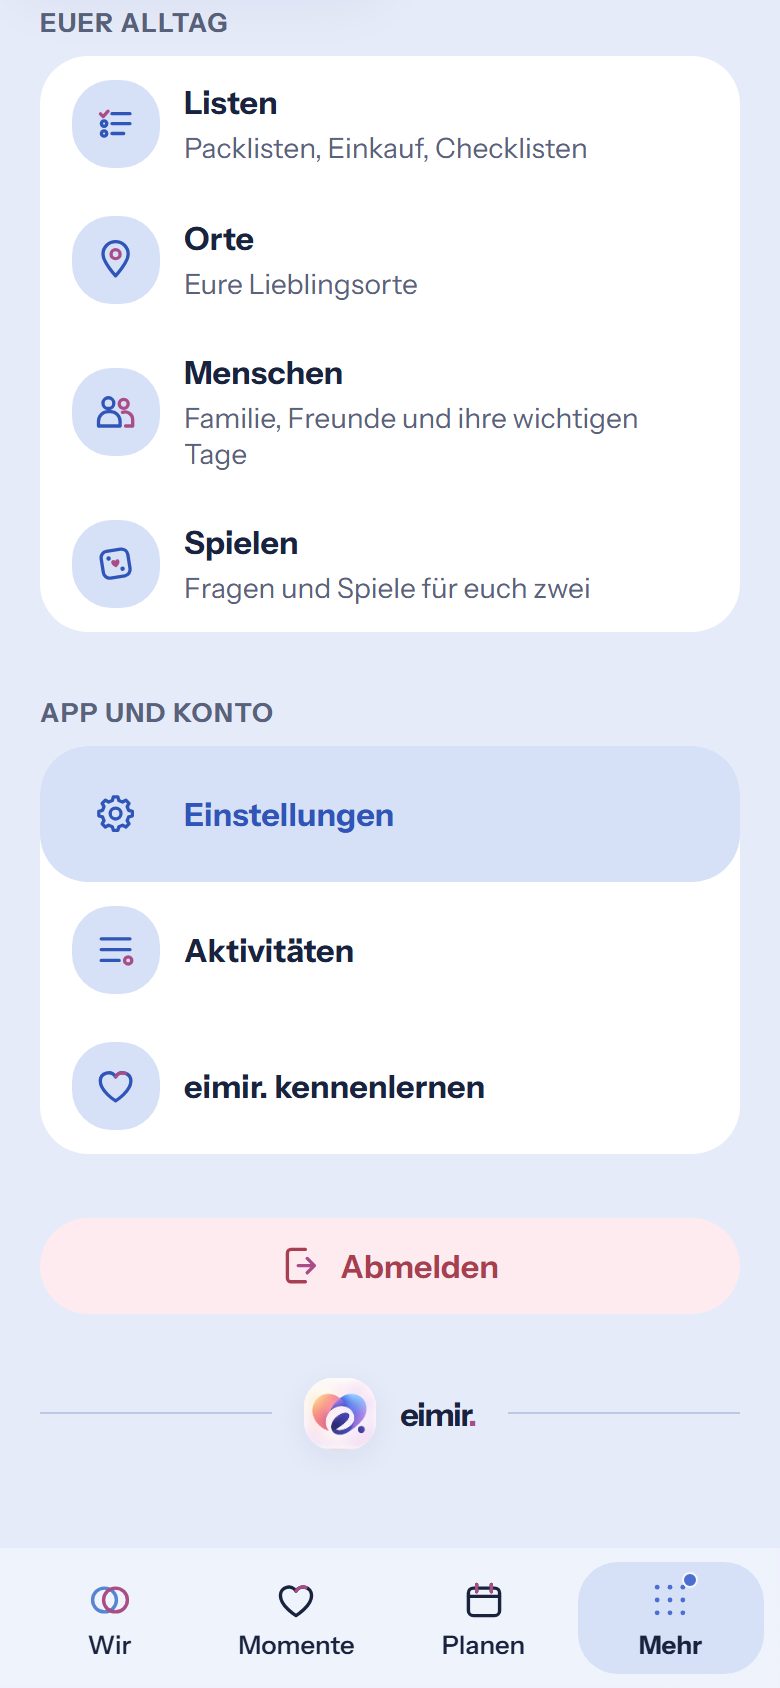 EUER ALLTAG
Listen
Packlisten, Einkauf, Checklisten
Orte
Eure Lieblingsorte
Menschen
Familie, Freunde und ihre wichtigen
Tage
Spielen
Fragen und Spiele für euch zwei
APP UND KONTO
Einstellungen
Aktivitäten
eimir. kennenlernen
Abmelden
eimir.
Wir
Momente
Planen
Mehr